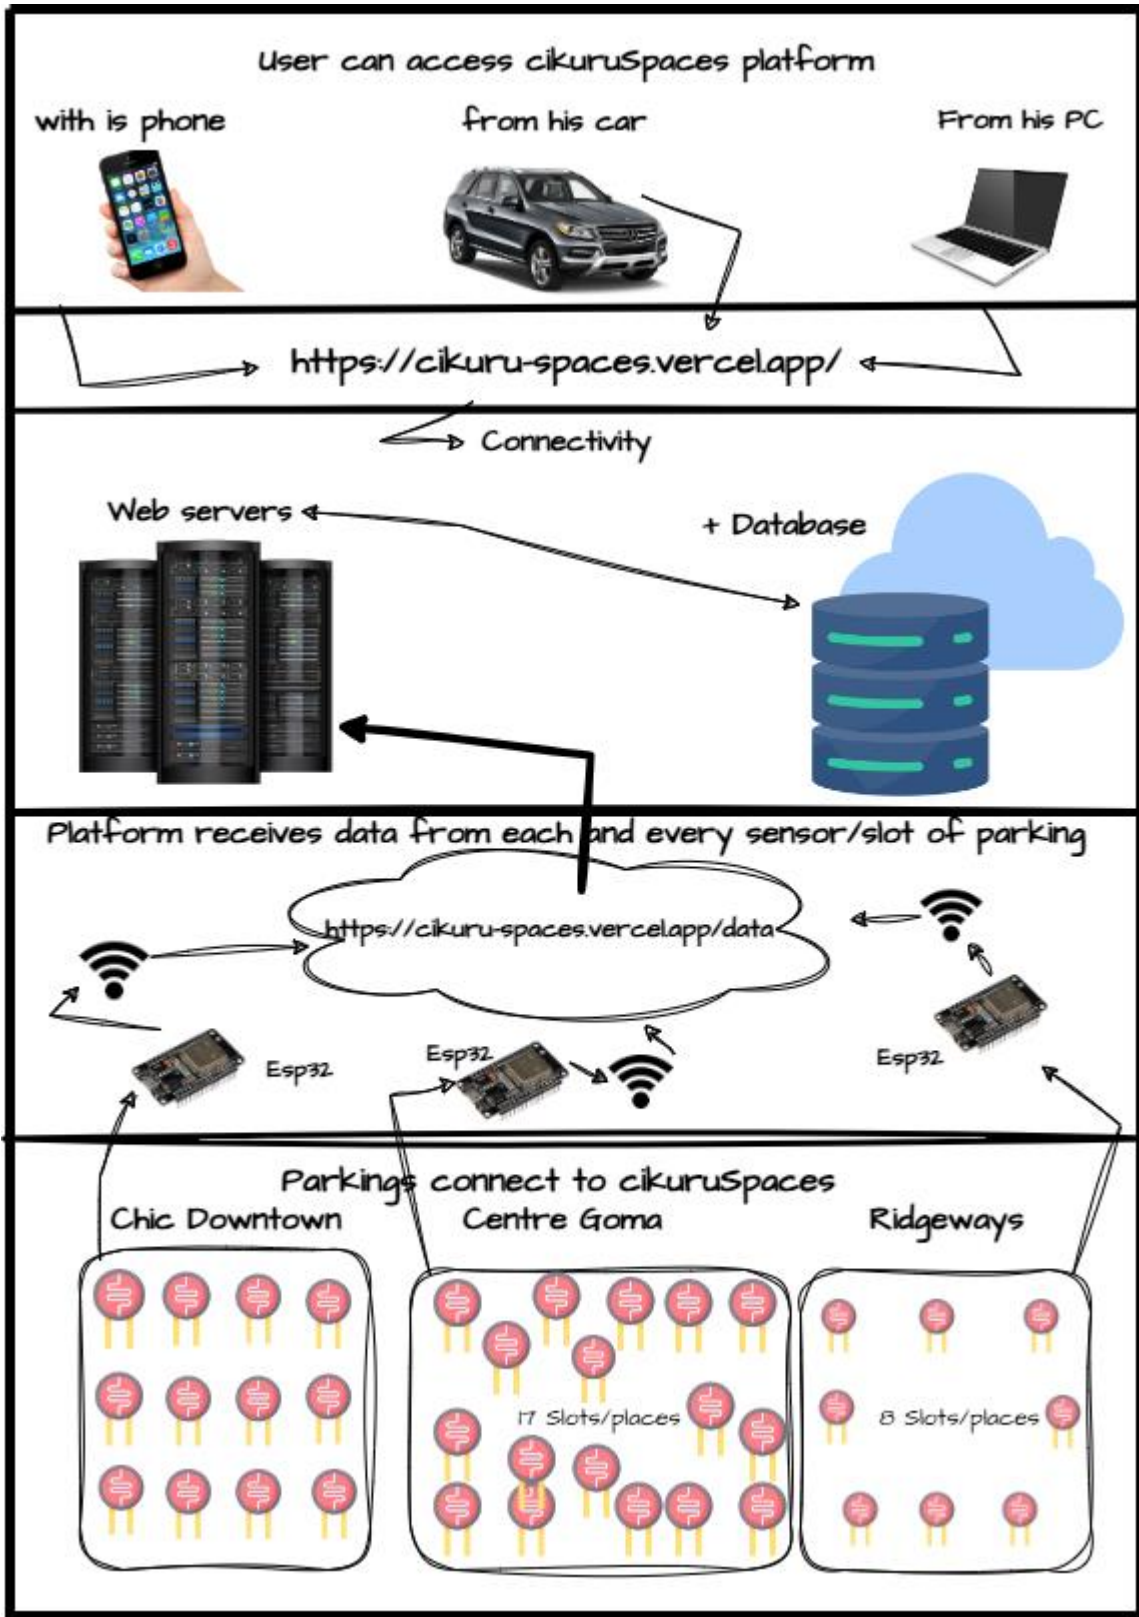 User can access cikuruSpaces platform
with is phone
from his car
From his PC
https://cikuru-spaces.vercel.app/
Connectivity
Web servers
+ Database
Platform receives data from each and every sensor/slot of parking
https://cikuru-spaces.vercel.app/data
Esp32
Esp32
Esp32
Parkings connect to cikuruSpaces
Chic Downtown
Centre Goma
Ridgeways
17 Slots/places
8 Slots/places